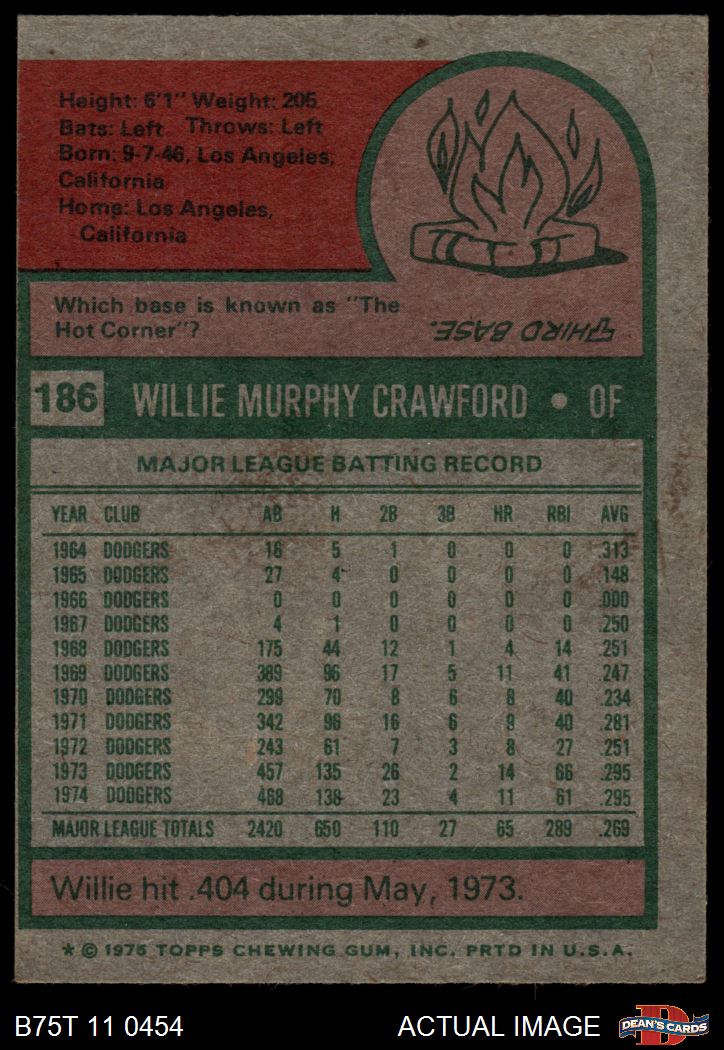 Height: 6'1" Weight: 205
Bats: Left Throws: Left
Born: 9-7-46, Los Angeles,
California
Home: Los Angeles,
California
Which base is known as "The
Hot Corner"?
THIRD BASE.
186 WILLIE MURPHY CRAWFORD • OF
MAJOR LEAGUE BATTING RECORD
YEAR CLUB AB H 2B 3B HR RBI AVG
1964 DODGERS 16 5 1 0 0 0 .313
1965 DODGERS 27 4 0 0 0 0 .148
1966 DODGERS 0 0 0 0 0 0 .000
1967 DODGERS 4 1 0 0 0 0 .250
1968 DODGERS 175 44 12 1 4 14 .251
1969 DODGERS 389 96 17 5 11 41 .247
1970 DODGERS 299 70 8 6 8 40 .234
1971 DODGERS 342 96 16 6 9 40 .281
1972 DODGERS 243 61 7 3 8 27 .251
1973 DODGERS 457 135 26 2 14 66 .295
1974 DODGERS 468 138 23 4 11 61 .295
MAJOR LEAGUE TOTALS 2420 650 110 27 65 289 .269
Willie hit .404 during May, 1973.
* © 1975 TOPPS CHEWING GUM, INC. PRTD IN U.S.A.
B75T 11 0454 ACTUAL IMAGE DEAN'S CARDS